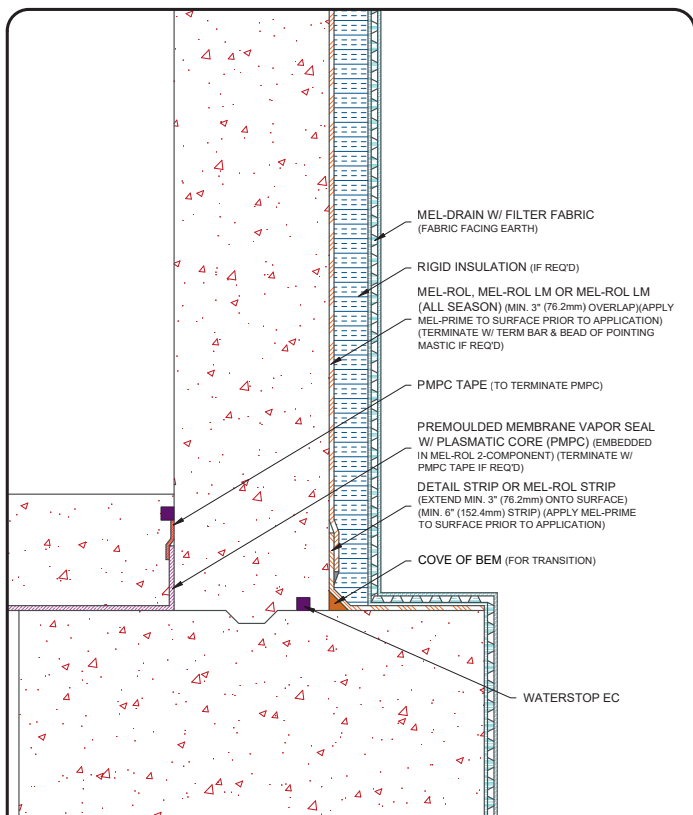 MEL-DRAIN W/ FILTER FABRIC
(FABRIC FACING EARTH)
RIGID INSULATION (IF REQ'D)
MEL-ROL, MEL-ROL LM OR MEL-ROL LM
(ALL SEASON) (MIN. 3" (76.2mm) OVERLAP)(APPLY
MEL-PRIME TO SURFACE PRIOR TO APPLICATION)
(TERMINATE W/ TERM BAR & BEAD OF POINTING
MASTIC IF REQ'D)
PMPC TAPE (TO TERMINATE PMPC)
PREMOULDED MEMBRANE VAPOR SEAL
W/ PLASMATIC CORE (PMPC) (EMBEDDED
IN MEL-ROL 2-COMPONENT) (TERMINATE W/
PMPC TAPE IF REQ'D)
DETAIL STRIP OR MEL-ROL STRIP
(EXTEND MIN. 3" (76.2mm) ONTO SURFACE)
(MIN. 6" (152.4mm) STRIP) (APPLY MEL-PRIME
TO SURFACE PRIOR TO APPLICATION)
COVE OF BEM (FOR TRANSITION)
WATERSTOP EC